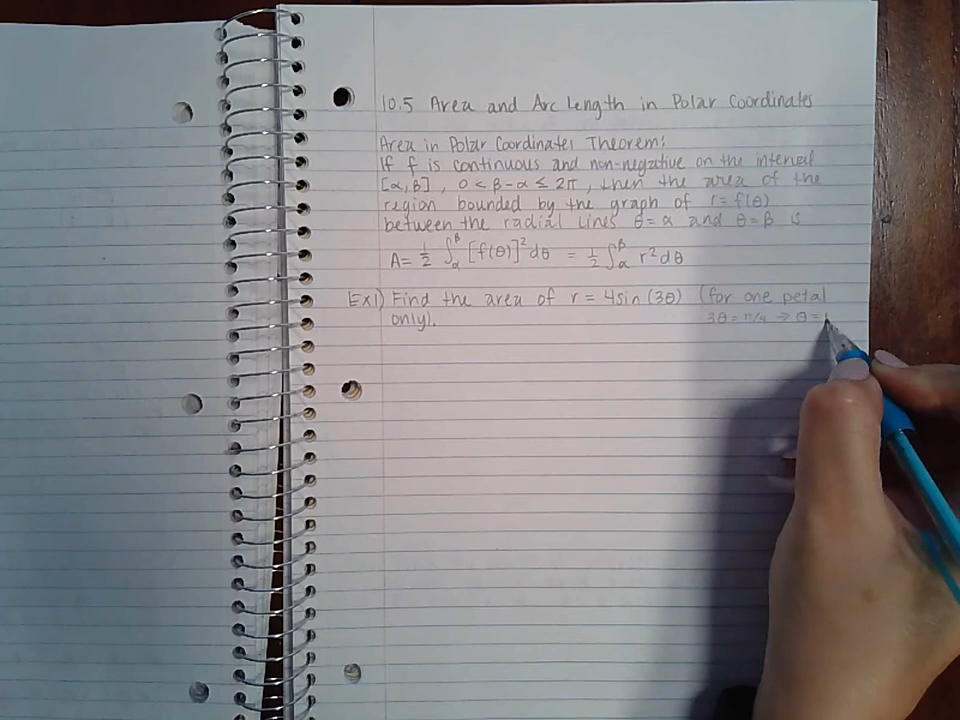 10.5 Area and Arc Length in Polar Coordinates
Area in Polar Coordinates Theorem:
If f is continuous and non-negative on the interval
[α,β], 0 < β-α ≤ 2π, then the area of the
region bounded by the graph of r=f(θ)
between the radial lines θ=α and θ=β is
A= 1/2 ∫αβ [f(θ)]² dθ = 1/2 ∫αβ r² dθ
Ex1) Find the area of r = 4sin(3θ) (for one petal
only).
3θ = π/4 → θ =